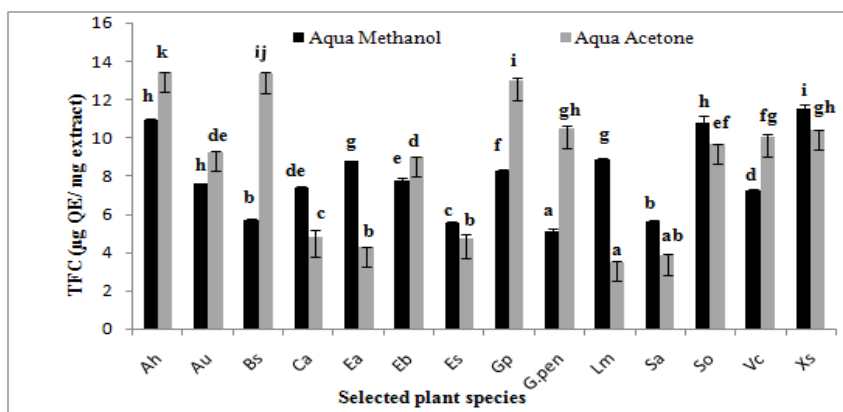 16
Aqua Methanol Aqua Acetone
14
12
10
8
6
4
2
0
TFC (µg QE/ mg extract)
h k h de b ij de c g b e d c b f i a gh g a b ab h ef d fg i gh
Ah Au Bs Ca Ea Eb Es Gp G.pen Lm Sa So Vc Xs
Selected plant species